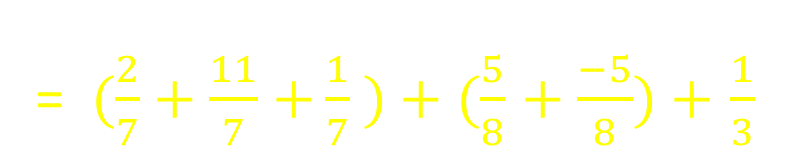 = (2/7 + 11/7 + 1/7) + (5/8 + −5/8) + 1/3